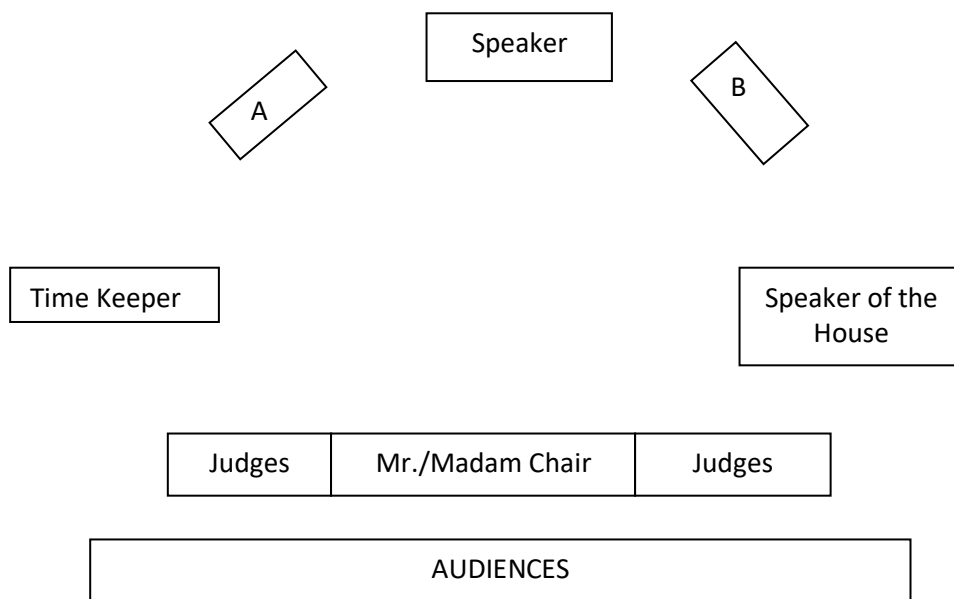 Speaker
A
B
Time Keeper
Speaker of the
House
Judges
Mr./Madam Chair
Judges
AUDIENCES